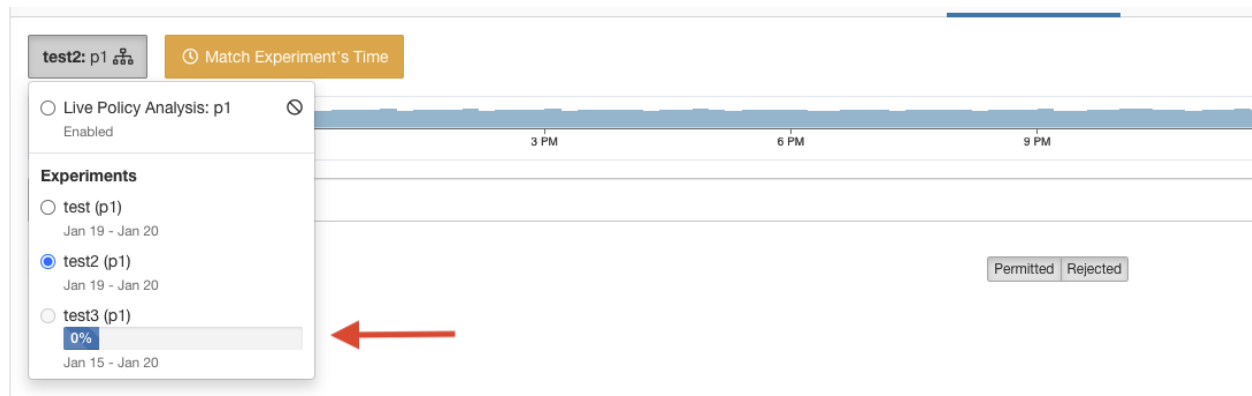 test2: p1
Match Experiment's Time
Live Policy Analysis: p1
Enabled
3 PM
6 PM
9 PM
Experiments
test (p1)
Jan 19 - Jan 20
test2 (p1)
Jan 19 - Jan 20
Permitted Rejected
test3 (p1)
0%
Jan 15 - Jan 20